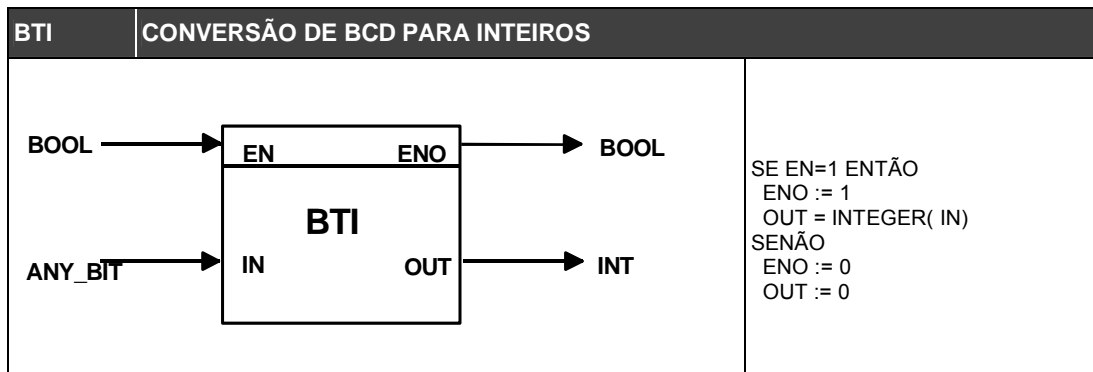 BTI CONVERSÃO DE BCD PARA INTEIROS
BOOL EN ENO BOOL
BTI
ANY_BIT IN OUT INT
SE EN=1 ENTÃO
ENO := 1
OUT = INTEGER( IN)
SENÃO
ENO := 0
OUT := 0